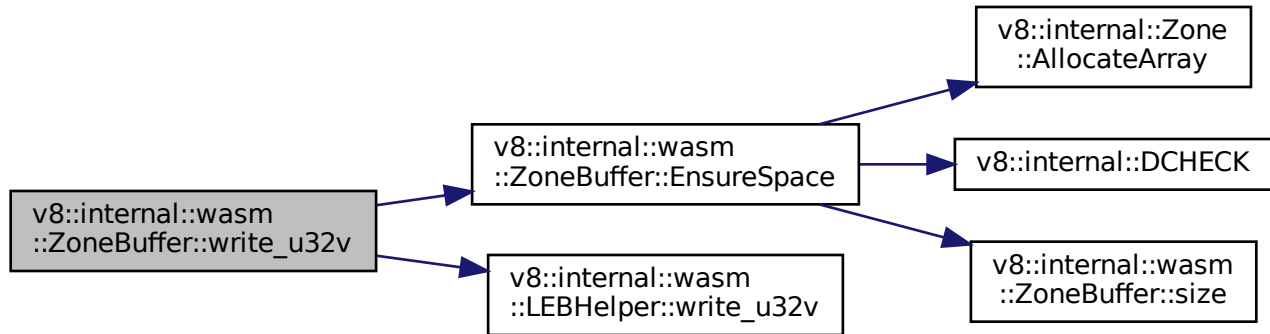 v8::internal::wasm
::ZoneBuffer::write_u32v
v8::internal::wasm
::ZoneBuffer::EnsureSpace
v8::internal::wasm
::LEBHelper::write_u32v
v8::internal::Zone
::AllocateArray
v8::internal::DCHECK
v8::internal::wasm
::ZoneBuffer::size